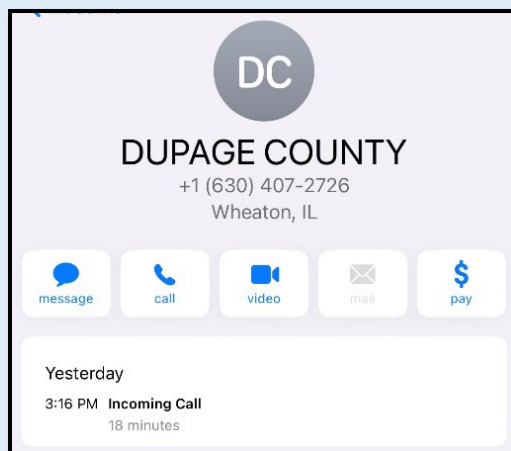 DC
DUPAGE COUNTY
+1 (630) 407-2726
Wheaton, IL
message call video mail pay
Yesterday
3:16 PM Incoming Call
18 minutes